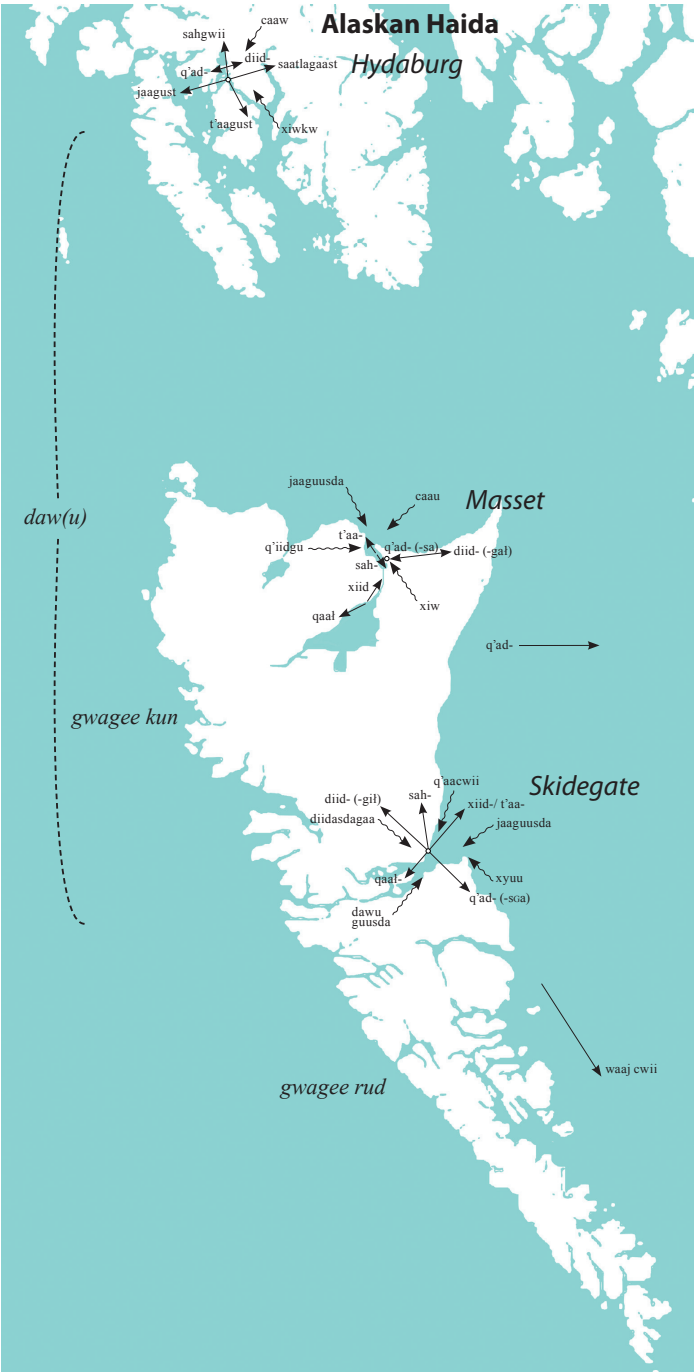 Alaskan Haida
Hydaburg
sahgwii
caaw
q'ad-
diid-
saatlagaast
jaagust
t'aagust
xiwkw
daw(u)
Masset
jaaguusda
caau
t'aa-
q'iidgu
q'ad- (-sa)
diid- (-gał)
sah-
xiid
qaał
xiw
q'ad-
gwagee kun
Skidegate
q'aacwii
diid- (-gił)
sah-
xiid-/ t'aa-
diidasdagaa
jaaguusda
qaał-
xyuu
q'ad- (-sGa)
dawu
guusda
waaj cwii
gwagee rud